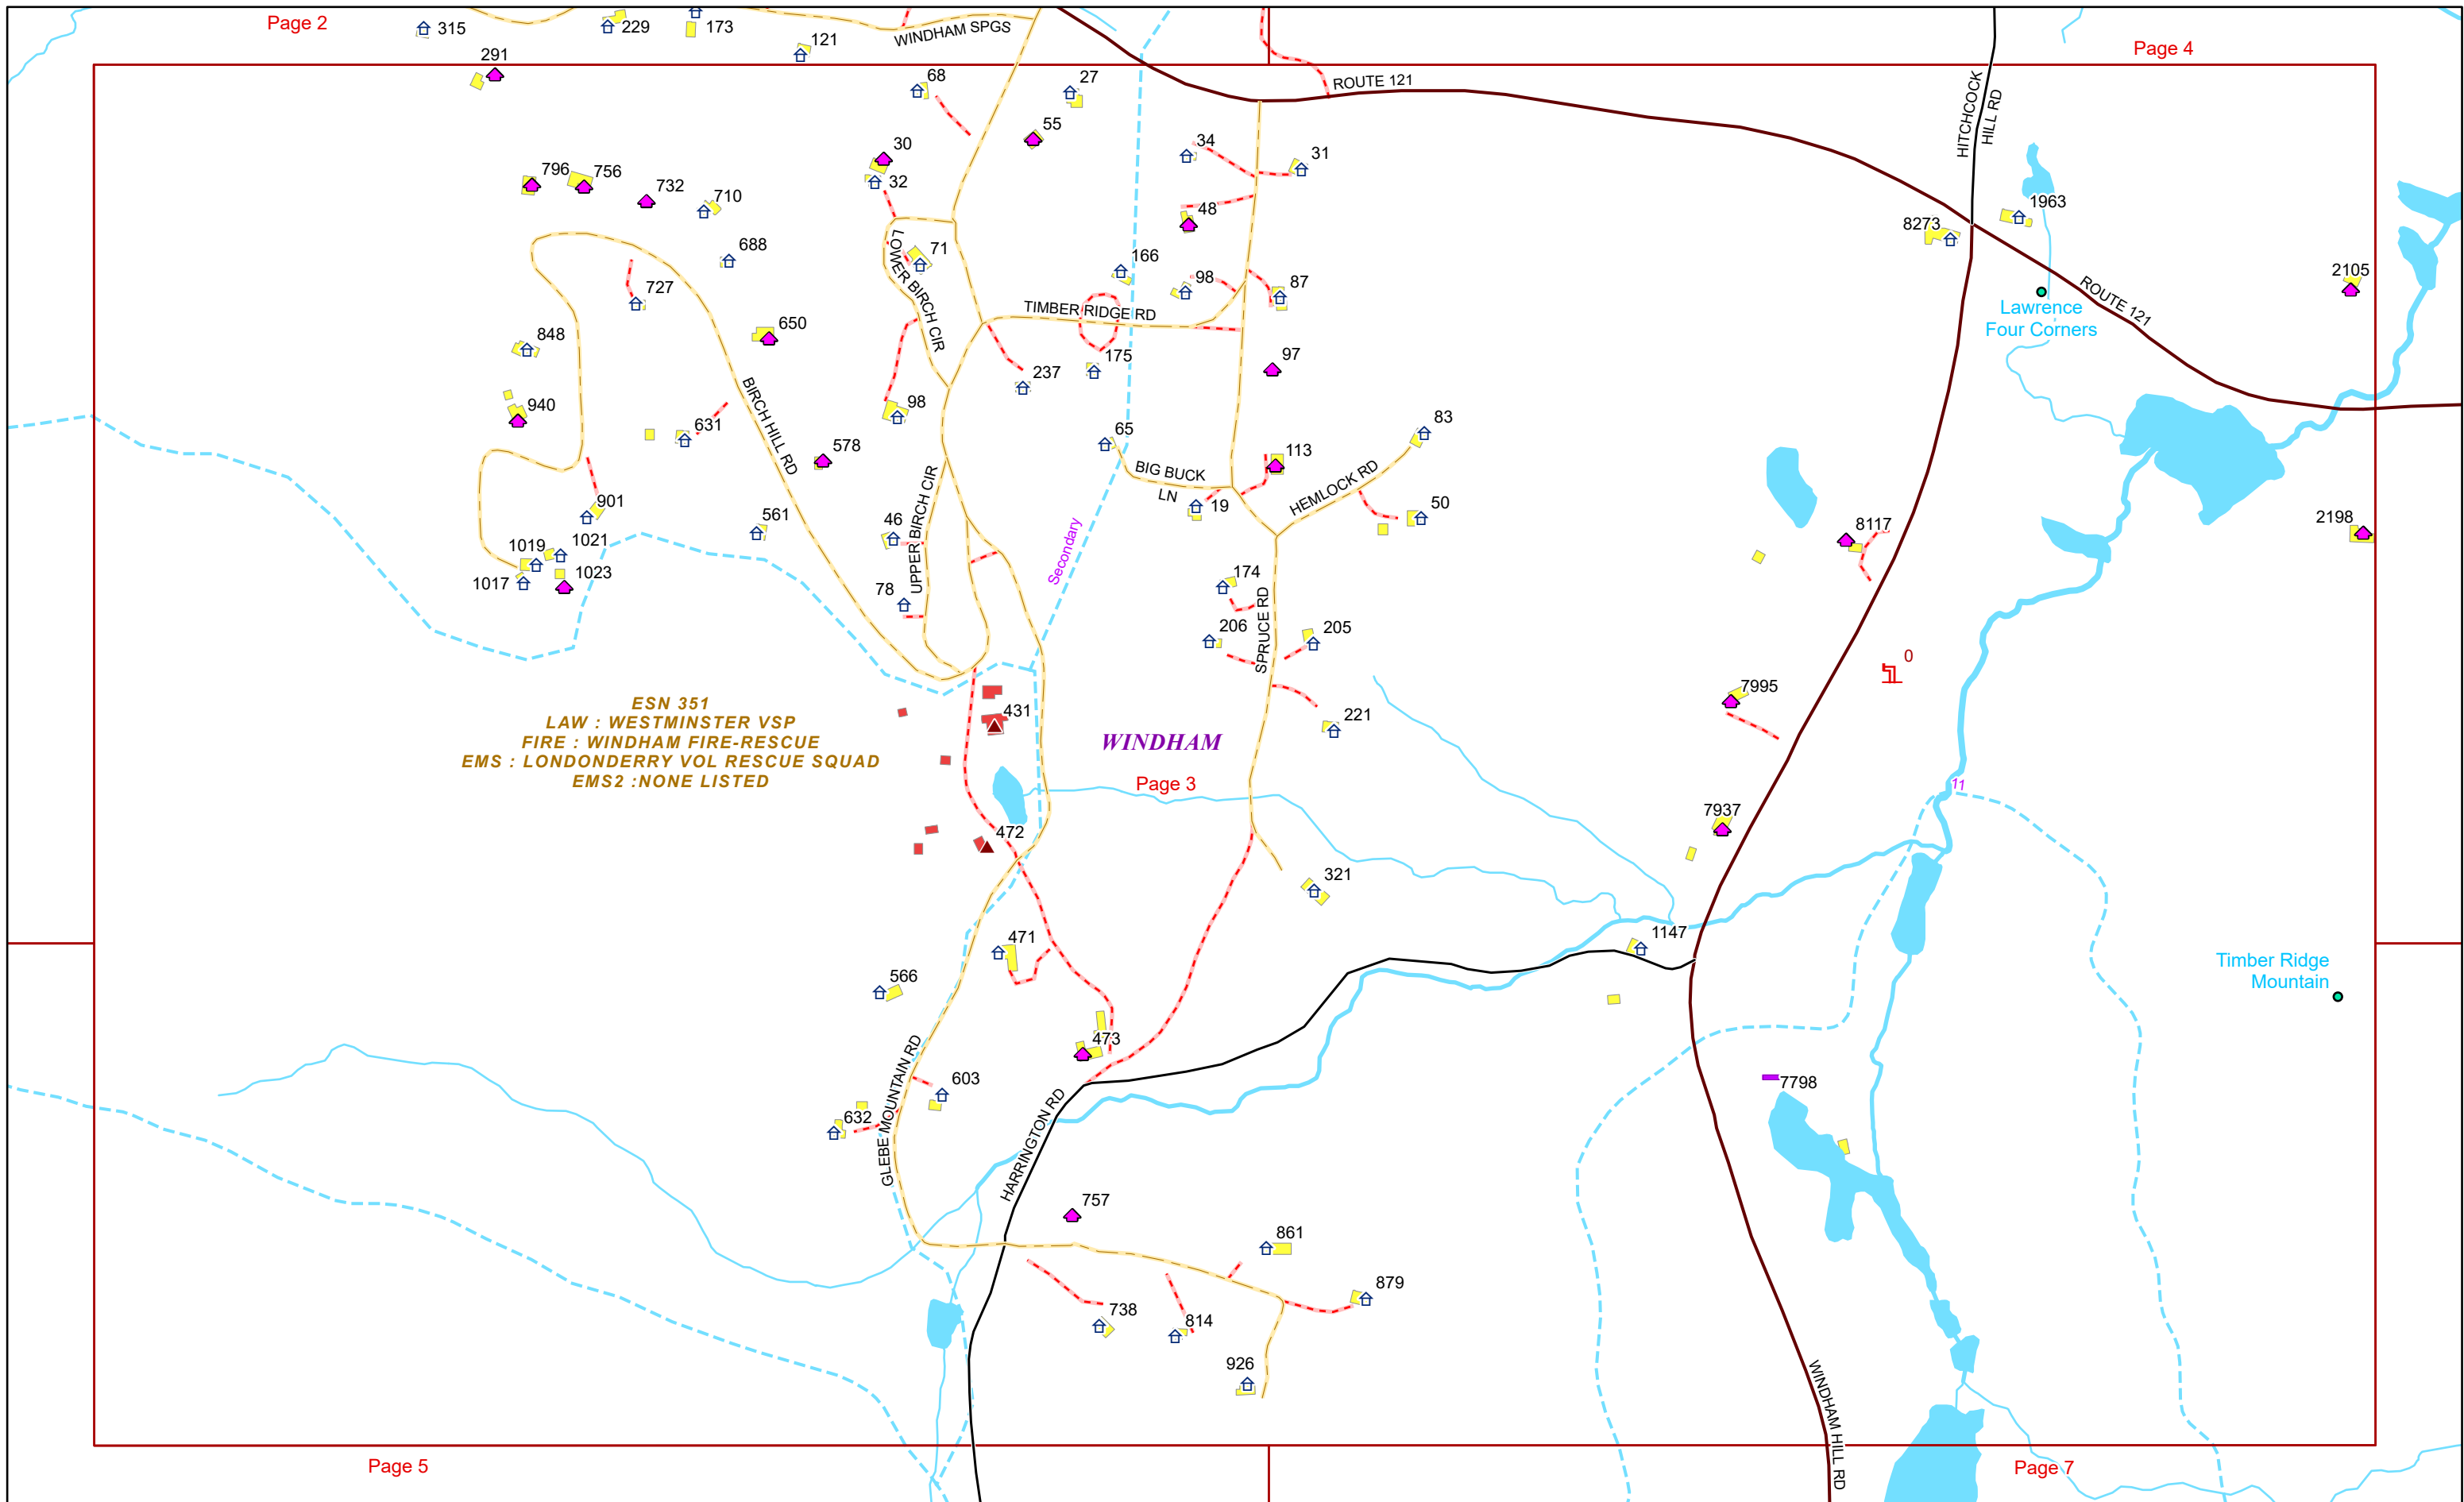 Page 2
315
229
173
121
WINDHAM SPGS
Page 4
291
68
27
ROUTE 121
HITCHCOCK
HILL RD
55
30
34
31
32
796
756
732
710
48
1963
8273
688
71
166
98
87
2105
727
LOWER BIRCH CIR
TIMBER RIDGE RD
Lawrence
Four Corners
ROUTE 121
848
650
175
97
237
940
98
BIRCH HILL RD
631
578
65
83
113
BIG BUCK
LN
HEMLOCK RD
901
561
46
UPPER BIRCH CIR
19
50
8117
2198
Secondary
1019
1021
1017
1023
78
174
206
205
SPRUCE RD
0
7995
ESN 351
LAW : WESTMINSTER VSP
FIRE : WINDHAM FIRE-RESCUE
EMS : LONDONDERRY VOL RESCUE SQUAD
EMS2 :NONE LISTED
431
221
WINDHAM
Page 3
11
472
7937
321
471
1147
566
Timber Ridge
Mountain
473
603
632
GLEBE MOUNTAIN RD
HARRINGTON RD
7798
757
861
879
738
814
926
WINDHAM HILL RD
Page 5
Page 7